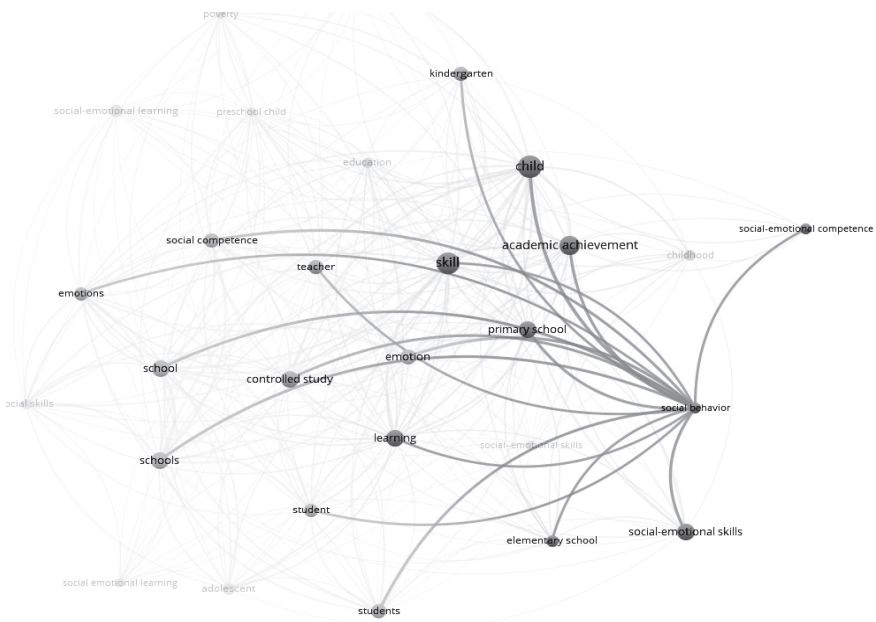 poverty
kindergarten
social-emotional learning
preschool child
education
child
social-emotional competence
social competence
academic achievement
childhood
teacher
skill
emotions
primary school
emotion
school
controlled study
ocial skills
social behavior
learning
social-emotional skills
schools
student
social-emotional skills
elementary school
social emotional learning
adolescent
students